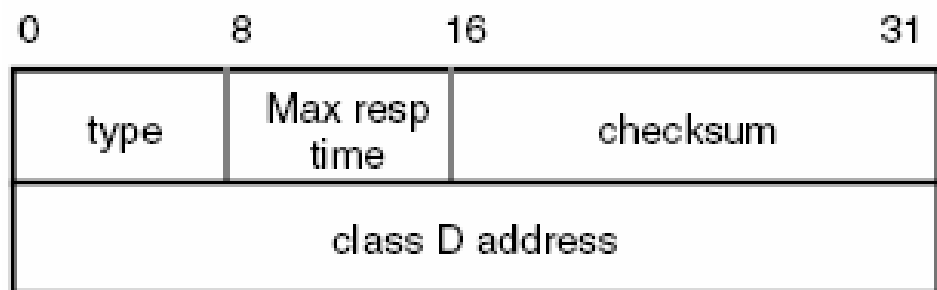 0 8 16 31
type
Max resp
time
checksum
class D address